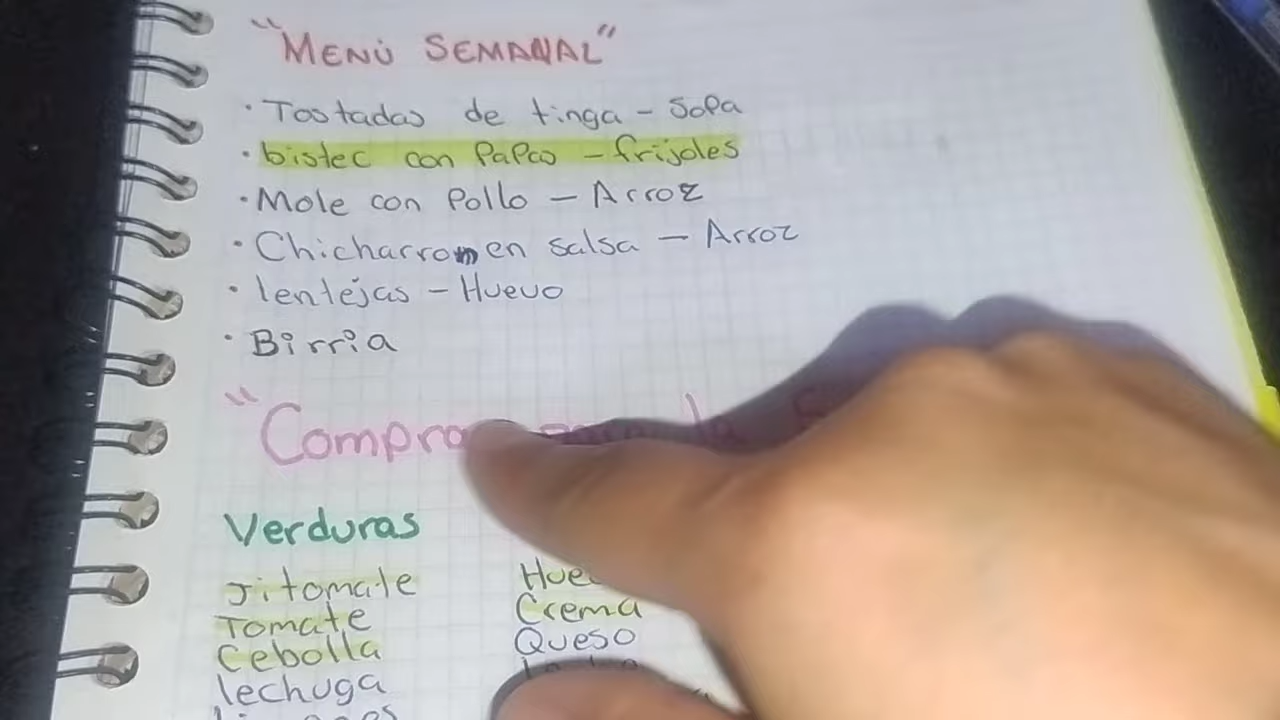 "MENÚ SEMANAL"
· Tostadas de tinga - Sopa
· bistec con Papas - frijoles
· Mole con Pollo - Arroz
· Chicharron en salsa - Arroz
· lentejas - Huevo
· Birria
"Compra
Verduras
Jitomate
Tomate
Cebolla
lechuga
Crema
Queso